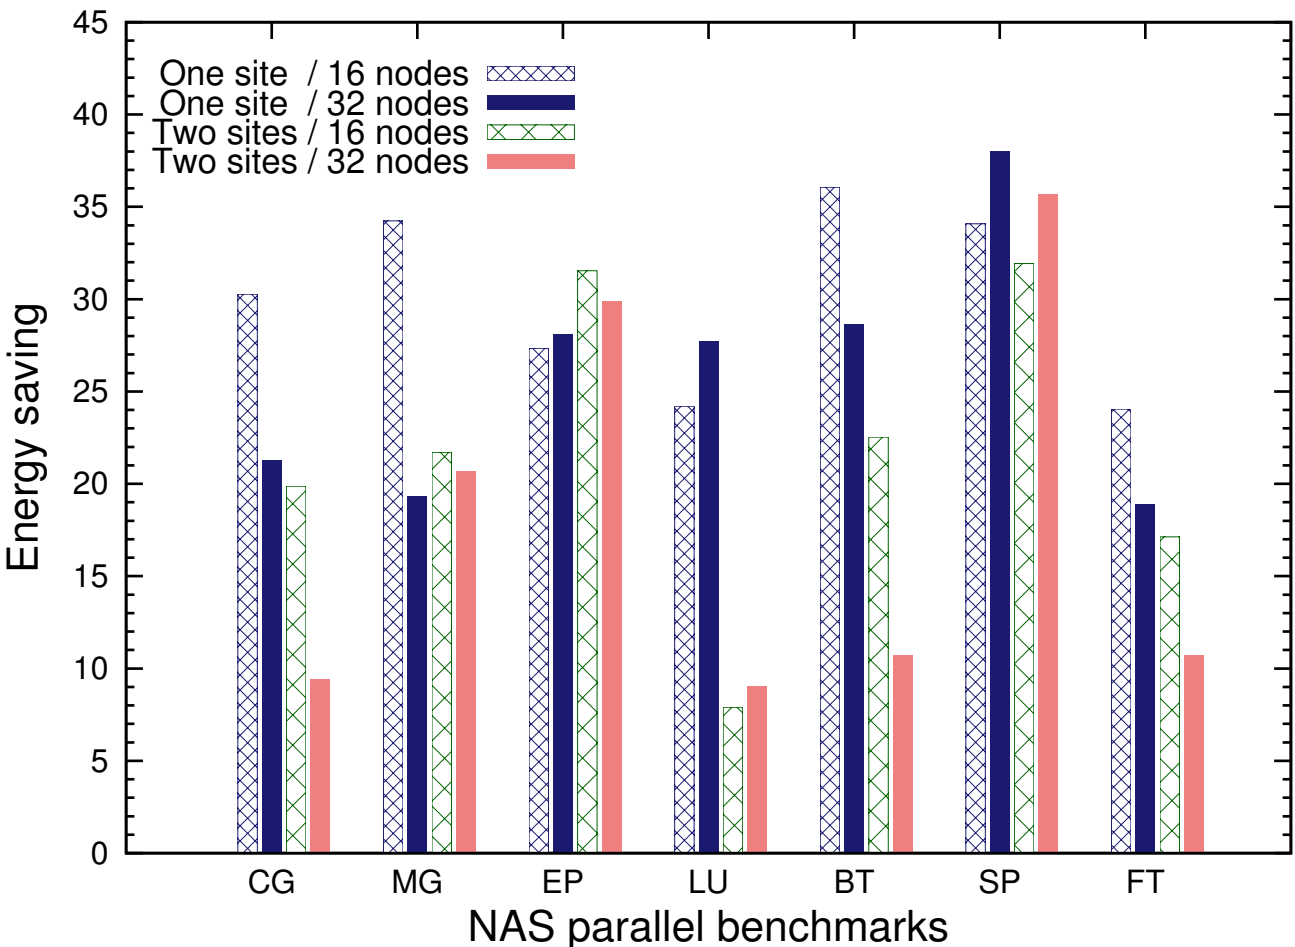 45
40
35
30
25
20
15
10
5
0
Energy saving
One site / 16 nodes
One site / 32 nodes
Two sites / 16 nodes
Two sites / 32 nodes
CG MG EP LU BT SP FT
NAS parallel benchmarks